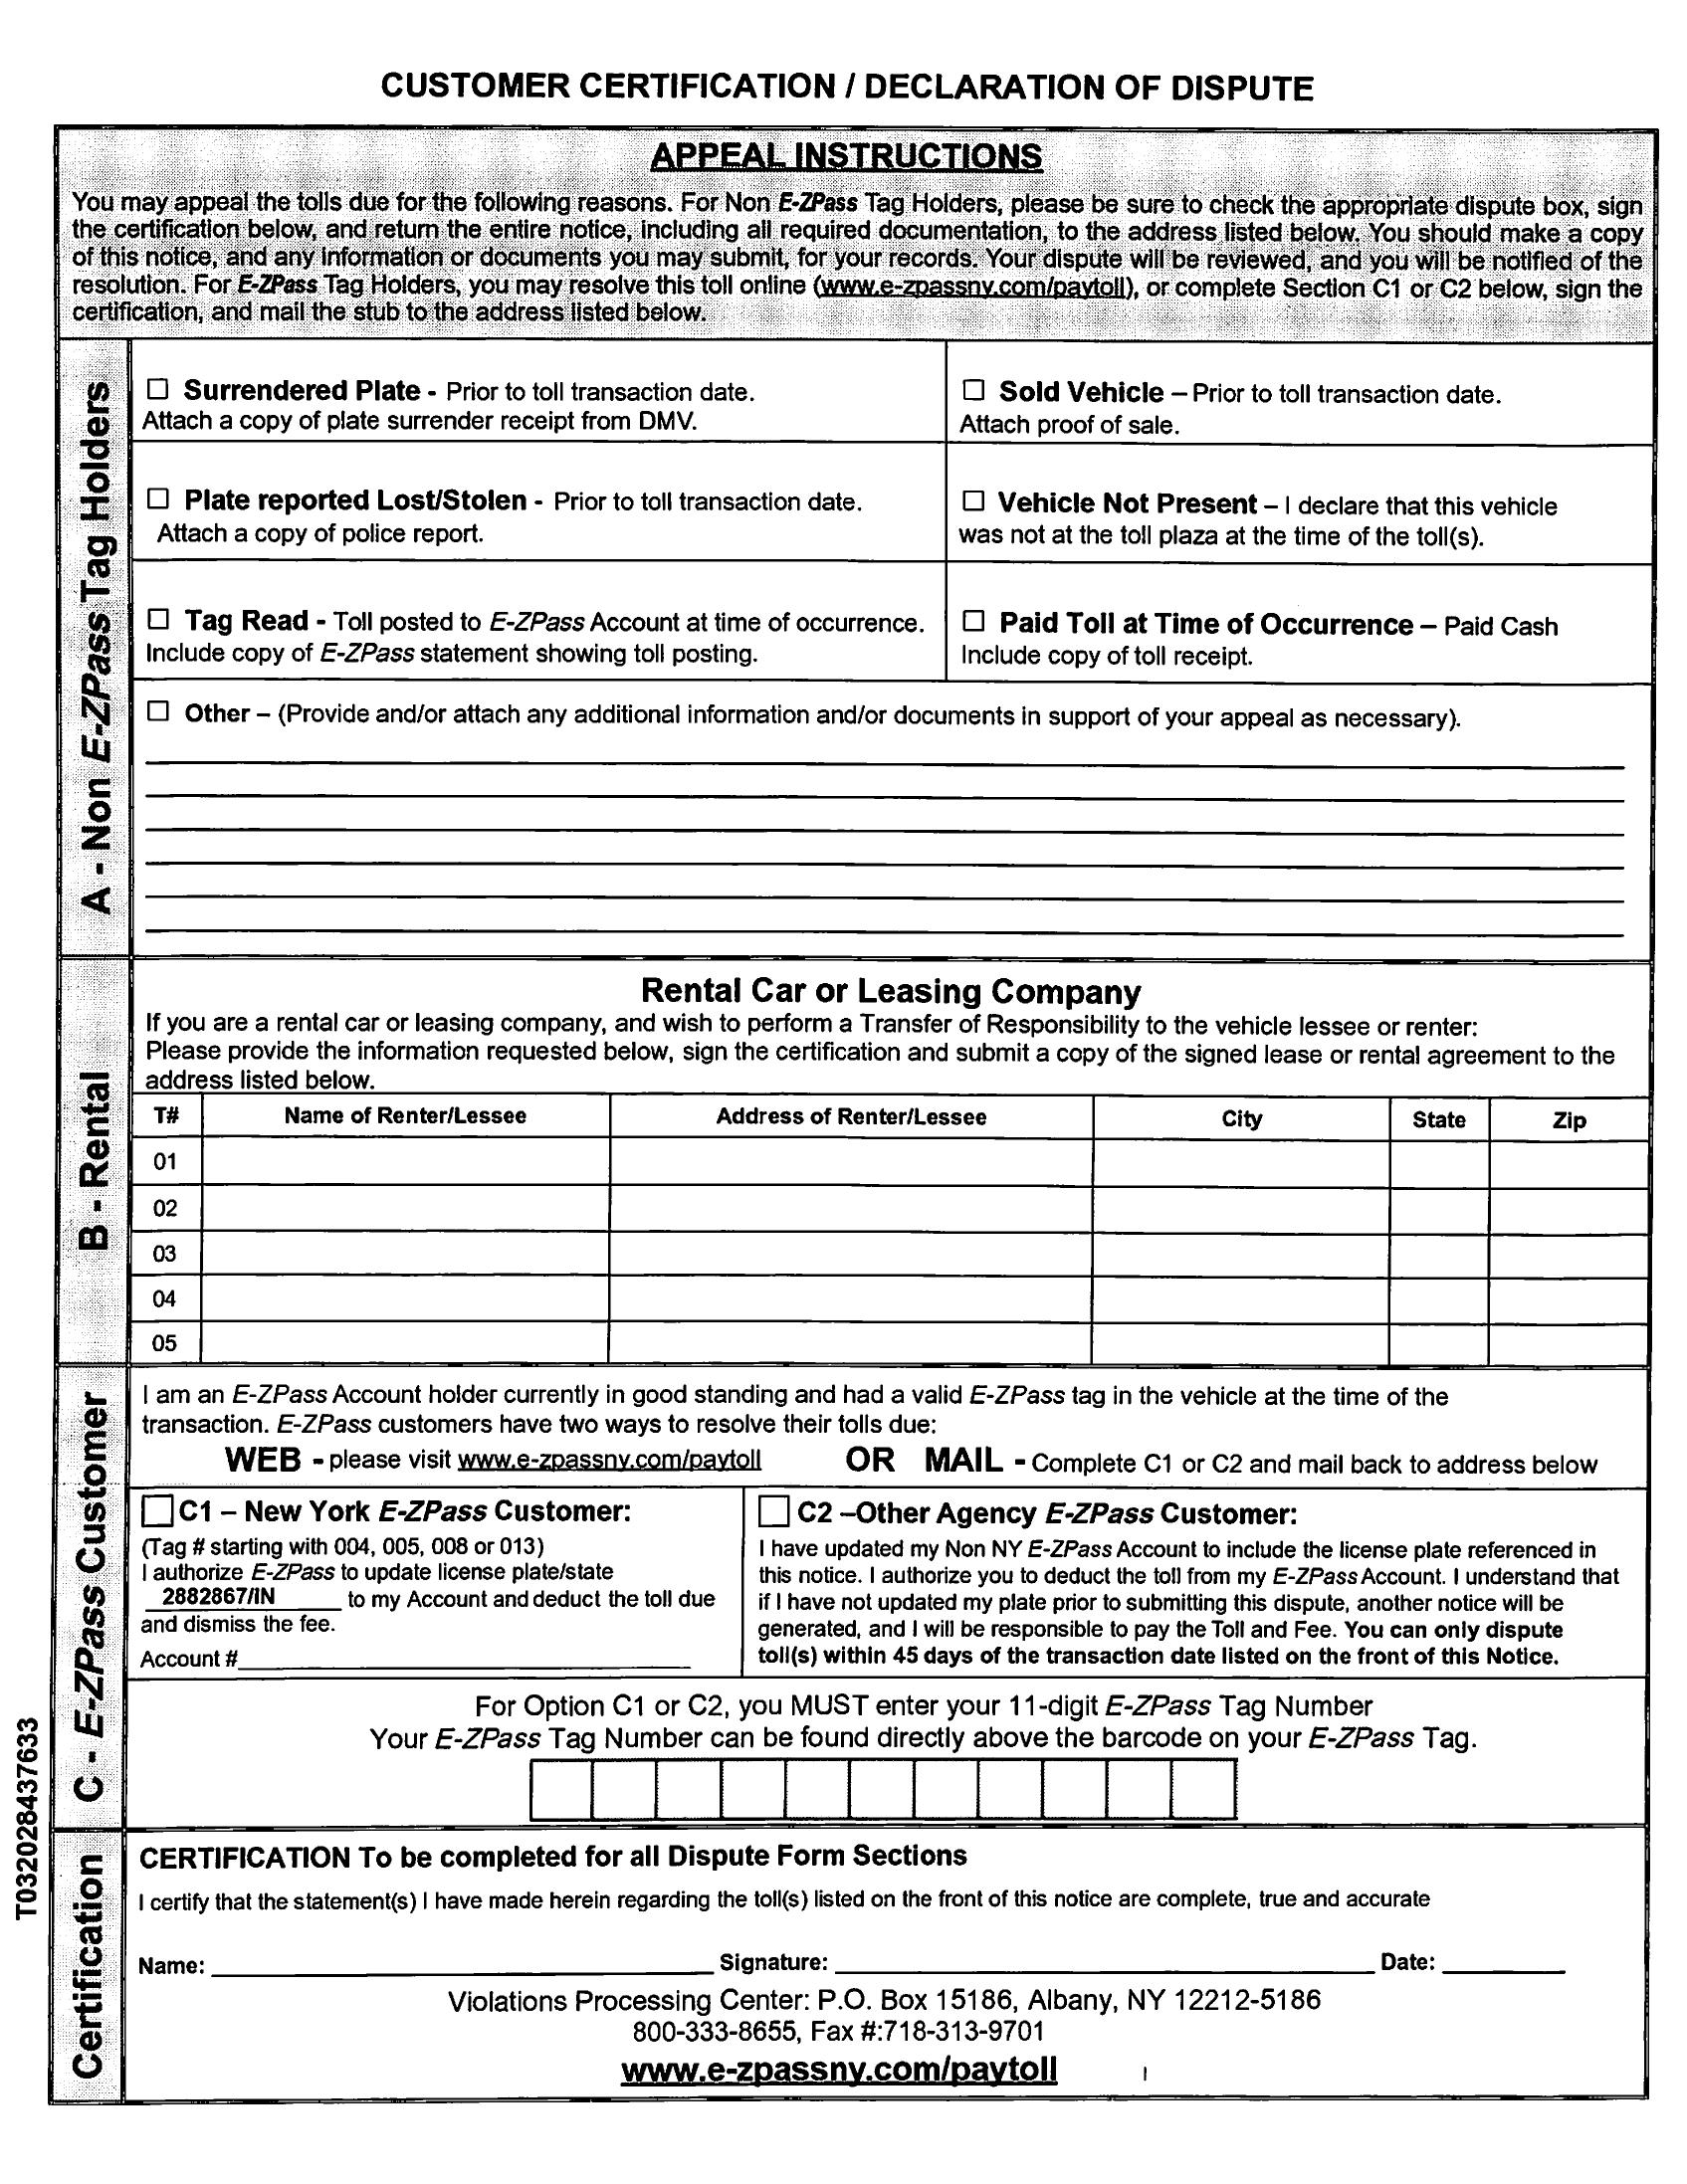 CUSTOMER CERTIFICATION / DECLARATION OF DISPUTE
APPEAL INSTRUCTIONS
You may appeal the tolls due for the following reasons. For Non E-ZPass Tag Holders, please be sure to check the appropriate dispute box, sign
the certification below, and return the entire notice, including all required documentation, to the address listed below. You should make a copy
of this notice, and any information or documents you may submit, for your records. Your dispute will be reviewed, and you will be notified of the
resolution. For E-ZPass Tag Holders, you may resolve this toll online (www.e-zpassny.com/paytoll), or complete Section C1 or C2 below, sign the
certification, and mail the stub to the address listed below.
A - Non E-ZPass Tag Holders
☐ Surrendered Plate - Prior to toll transaction date.
Attach a copy of plate surrender receipt from DMV.
☐ Sold Vehicle – Prior to toll transaction date.
Attach proof of sale.
☐ Plate reported Lost/Stolen - Prior to toll transaction date.
Attach a copy of police report.
☐ Vehicle Not Present – I declare that this vehicle
was not at the toll plaza at the time of the toll(s).
☐ Tag Read - Toll posted to E-ZPass Account at time of occurrence.
Include copy of E-ZPass statement showing toll posting.
☐ Paid Toll at Time of Occurrence – Paid Cash
Include copy of toll receipt.
☐ Other – (Provide and/or attach any additional information and/or documents in support of your appeal as necessary).
B - Rental
Rental Car or Leasing Company
If you are a rental car or leasing company, and wish to perform a Transfer of Responsibility to the vehicle lessee or renter:
Please provide the information requested below, sign the certification and submit a copy of the signed lease or rental agreement to the
address listed below.
T# Name of Renter/Lessee Address of Renter/Lessee City State Zip
01
02
03
04
05
C - E-ZPass Customer
I am an E-ZPass Account holder currently in good standing and had a valid E-ZPass tag in the vehicle at the time of the
transaction. E-ZPass customers have two ways to resolve their tolls due:
WEB - please visit www.e-zpassny.com/paytoll OR MAIL - Complete C1 or C2 and mail back to address below
☐ C1 – New York E-ZPass Customer:
(Tag # starting with 004, 005, 008 or 013)
I authorize E-ZPass to update license plate/state
2882867/IN to my Account and deduct the toll due
and dismiss the fee.
Account #
☐ C2 –Other Agency E-ZPass Customer:
I have updated my Non NY E-ZPass Account to include the license plate referenced in
this notice. I authorize you to deduct the toll from my E-ZPass Account. I understand that
if I have not updated my plate prior to submitting this dispute, another notice will be
generated, and I will be responsible to pay the Toll and Fee. You can only dispute
toll(s) within 45 days of the transaction date listed on the front of this Notice.
For Option C1 or C2, you MUST enter your 11-digit E-ZPass Tag Number
Your E-ZPass Tag Number can be found directly above the barcode on your E-ZPass Tag.
T032028437633
Certification
CERTIFICATION To be completed for all Dispute Form Sections
I certify that the statement(s) I have made herein regarding the toll(s) listed on the front of this notice are complete, true and accurate
Name: Signature: Date:
Violations Processing Center: P.O. Box 15186, Albany, NY 12212-5186
800-333-8655, Fax #:718-313-9701
www.e-zpassny.com/paytoll